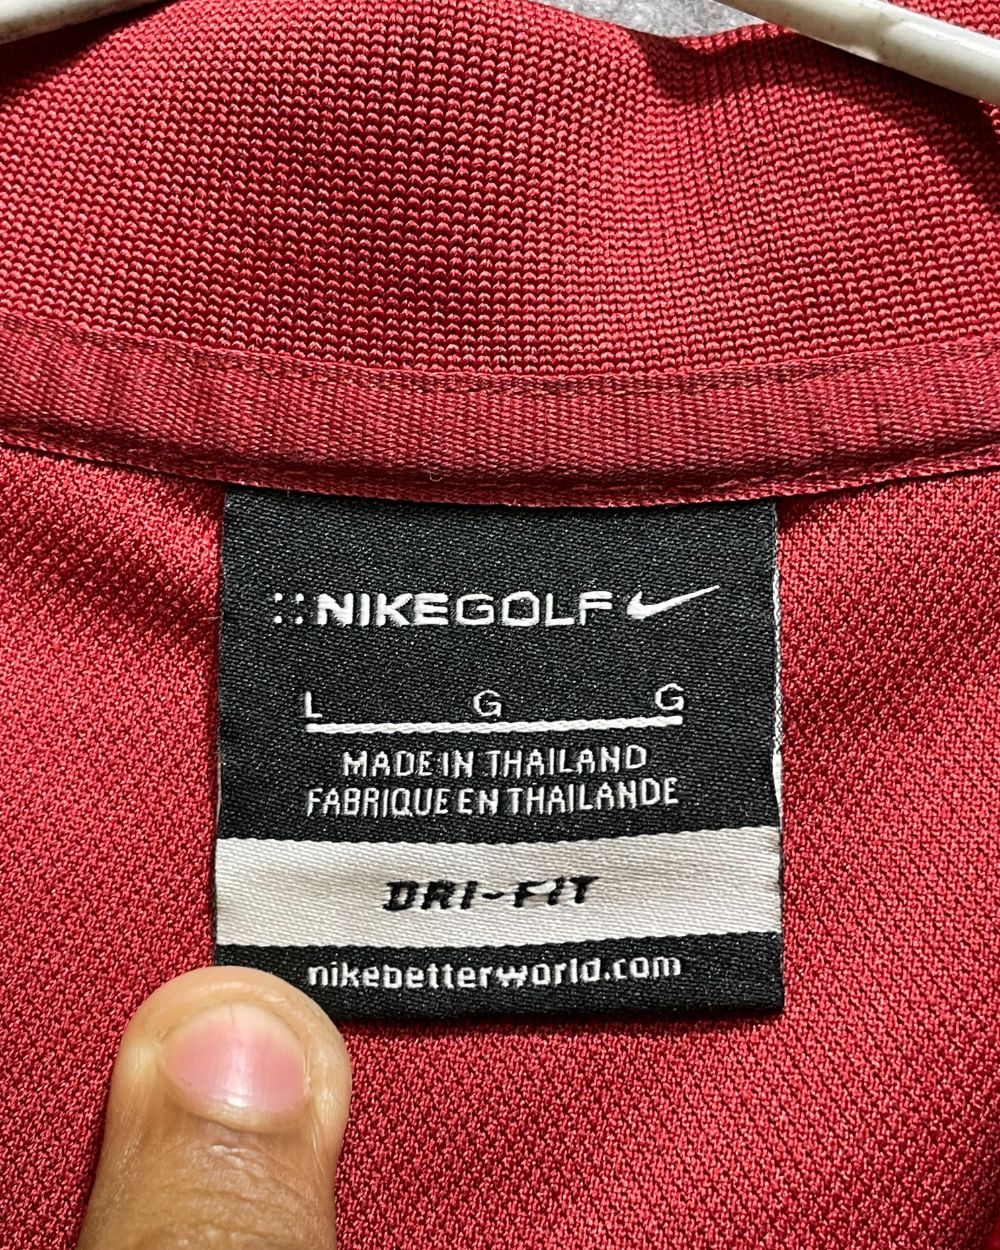 NIKEGOLF
L G G
MADE IN THAILAND
FABRIQUE EN THAILANDE
DRI-FIT
nikebetterworld.com